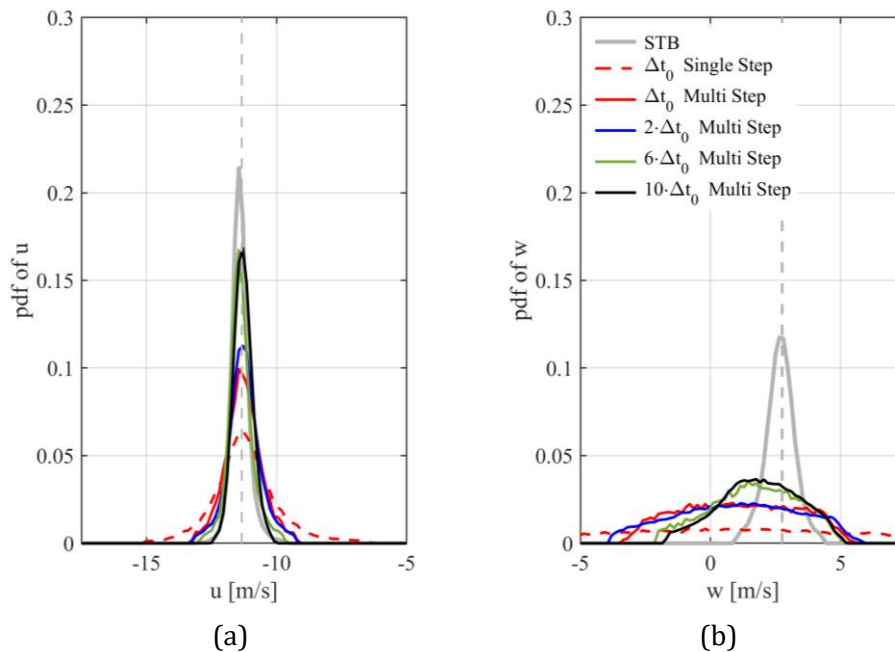 0.3
0.25
0.2
0.15
0.1
0.05
0
pdf of u
-15
-10
-5
u [m/s]
(a)
0.3
0.25
0.2
0.15
0.1
0.05
0
pdf of w
STB
Δt₀ Single Step
Δt₀ Multi Step
2·Δt₀ Multi Step
6·Δt₀ Multi Step
10·Δt₀ Multi Step
-5
0
5
w [m/s]
(b)